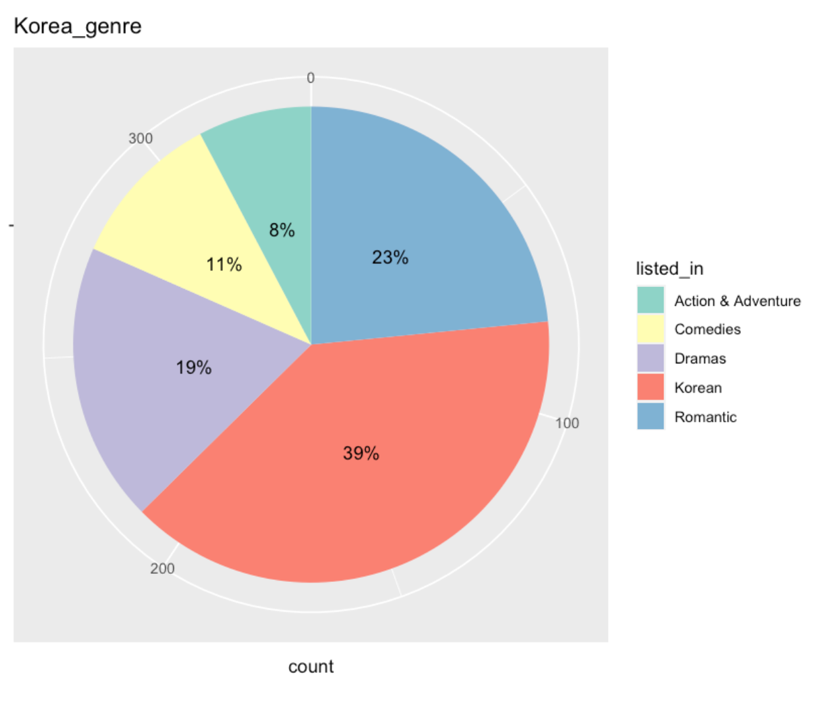 Korea_genre
0
300
8%
23%
11%
listed_in
Action & Adventure
Comedies
Dramas
Korean
Romantic
19%
100
39%
200
count